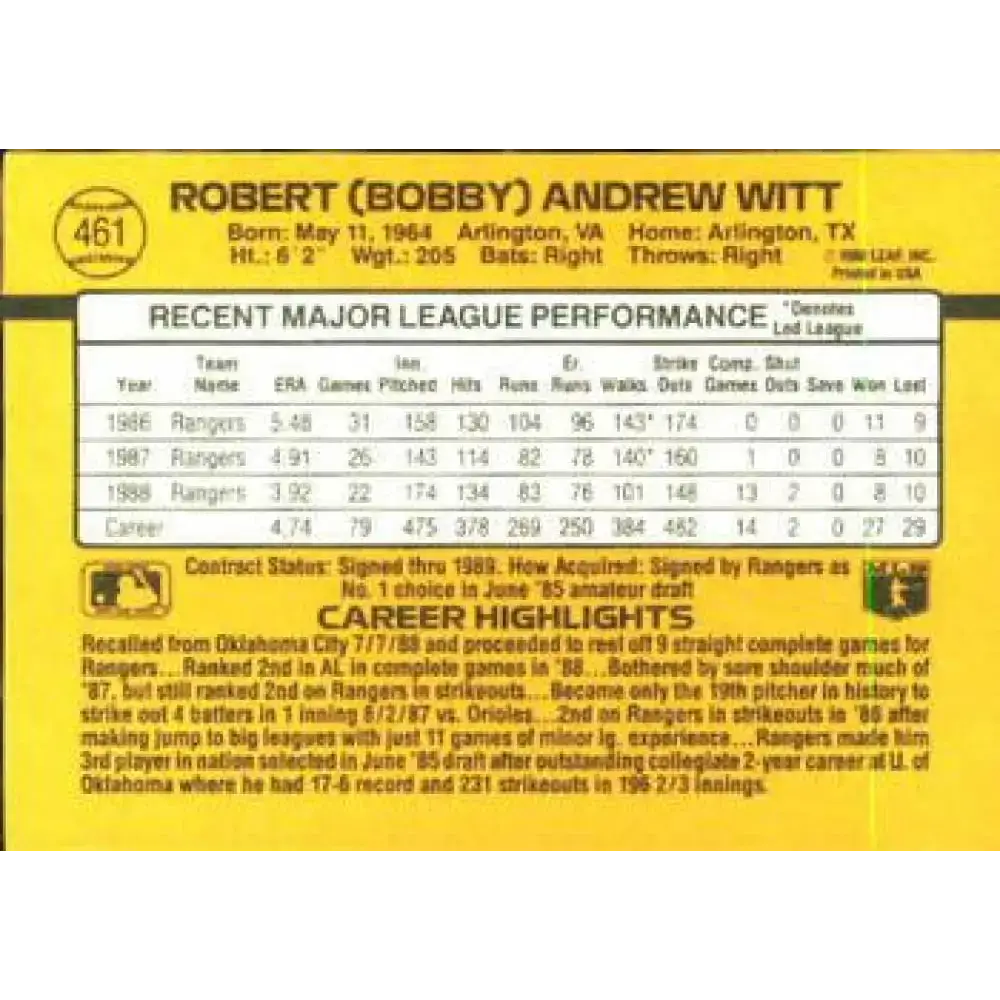 461
ROBERT (BOBBY) ANDREW WITT
Born: May 11, 1964 Arlington, VA Home: Arlington, TX
Ht.: 6'2" Wgt.: 205 Bats: Right Throws: Right
LEAF, INC.
Printed in USA
RECENT MAJOR LEAGUE PERFORMANCE *Denotes Led League
Year Team Name ERA Games Inn. Pitched Hits Runs Er. Runs Walks Strike Outs Comp. Games Shut Outs Save Won Lost
1986 Rangers 5.48 31 158 130 104 96 143* 174 0 0 0 11 9
1987 Rangers 4.91 26 143 114 82 78 140* 160 1 0 0 8 10
1988 Rangers 3.92 22 174 134 83 76 101 148 13 2 0 8 10
Career 4.74 79 475 378 269 250 384 482 14 2 0 27 29
Contract Status: Signed thru 1989. How Acquired: Signed by Rangers as
No. 1 choice in June '85 amateur draft
CAREER HIGHLIGHTS
Recalled from Oklahoma City 7/7/88 and proceeded to reel off 9 straight complete games for
Rangers...Ranked 2nd in AL in complete games in '88...Bothered by sore shoulder much of
'87, but still ranked 2nd on Rangers in strikeouts...Became only the 19th pitcher in history to
strike out 4 batters in 1 inning 8/2/87 vs. Orioles...2nd on Rangers in strikeouts in '86 after
making jump to big leagues with just 11 games of minor lg. experience...Rangers made him
3rd player in nation selected in June '85 draft after outstanding collegiate 2-year career at U. of
Oklahoma where he had 17-6 record and 231 strikeouts in 196 2/3 innings.